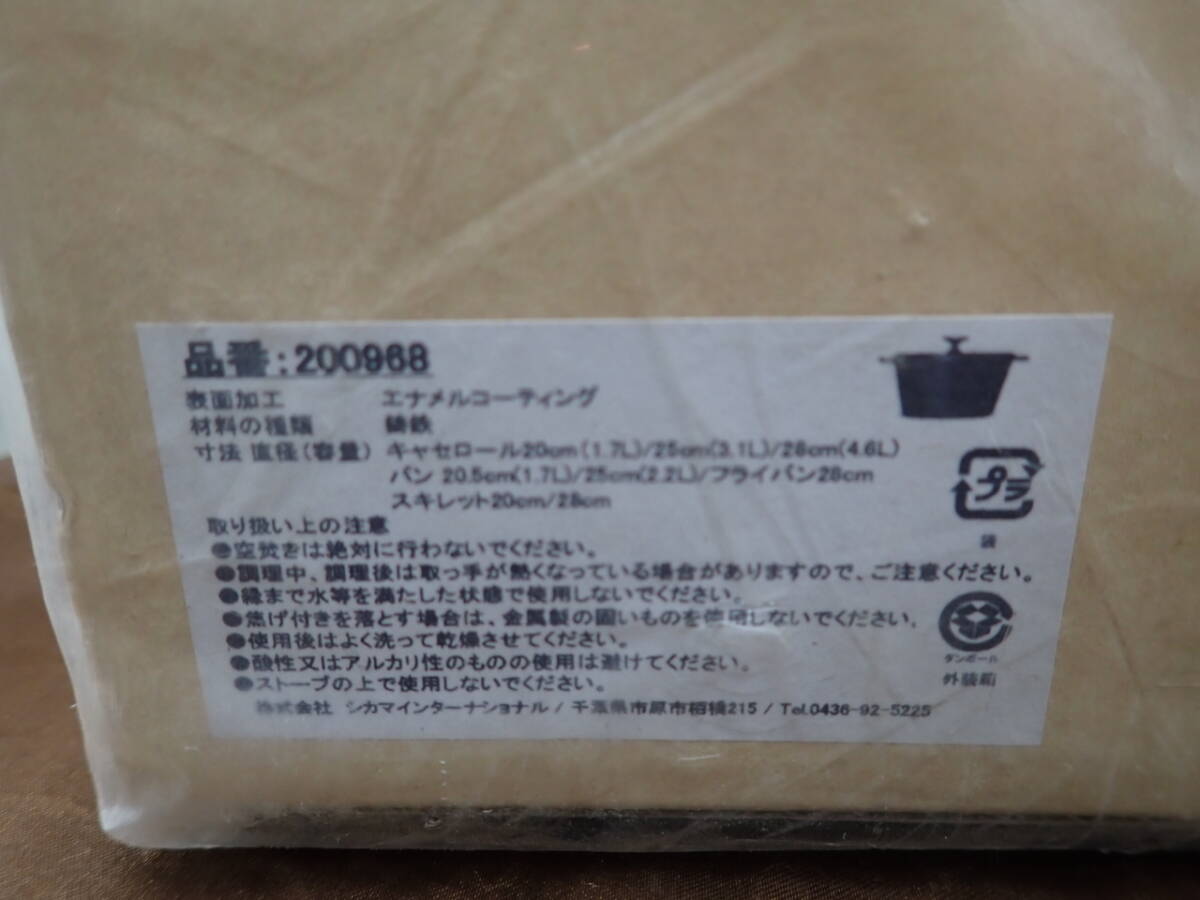 品番:200968
表面加工 エナメルコーティング
材料の種類 鋳鉄
寸法 直径(容量) キャセロール20cm(1.7L)/25cm(3.1L)/28cm(4.6L)
パン 20.5cm(1.7L)/25cm(2.2L)/フライパン28cm
スキレット20cm/28cm
取り扱い上の注意
●空焚きは絶対に行わないでください。
●調理中、調理後は取っ手が熱くなっている場合がありますので、ご注意ください。
●縁まで水等を満たした状態で使用しないでください。
●焦げ付きを落とす場合は、金属製の固いものを使用しないでください。
●使用後はよく洗って乾燥させてください。
●酸性又はアルカリ性のものの使用は避けてください。
●ストーブの上で使用しないでください。
株式会社 シカマインターナショナル / 千葉県市原市栢橋215 / Tel.0436-92-5225
プラ
袋
ダンボール
外装箱